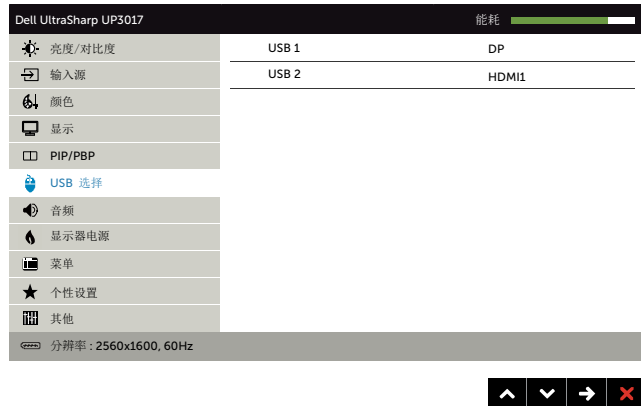 Dell UltraSharp UP3017 能耗
亮度/对比度 USB 1 DP
输入源 USB 2 HDMI1
颜色
显示
PIP/PBP
USB 选择
音频
显示器电源
菜单
个性设置
其他
分辨率 : 2560x1600, 60Hz